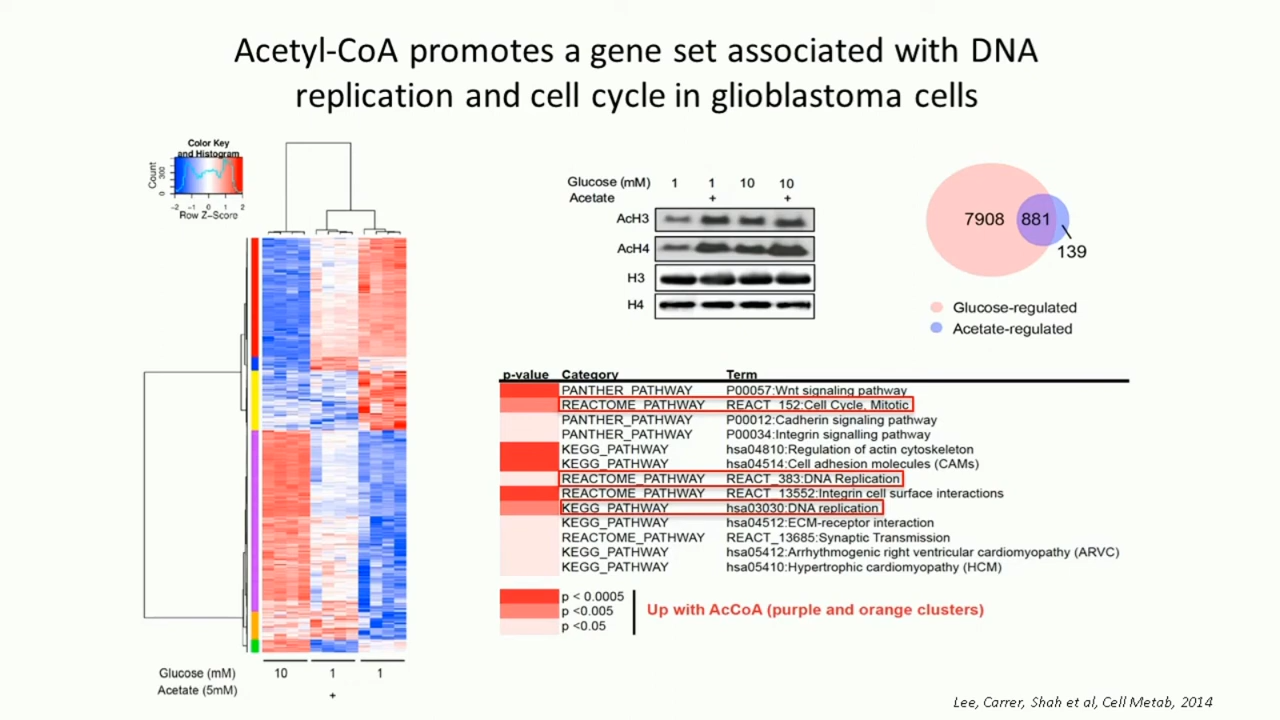 Acetyl-CoA promotes a gene set associated with DNA
replication and cell cycle in glioblastoma cells
Color Key
and Histogram
Count
0 300
-2 -1 0 1 2
Row Z-Score
Glucose (mM) 10 1 1
Acetate (5mM) +
Glucose (mM) 1 1 10 10
Acetate + +
AcH3
AcH4
H3
H4
7908 881
139
Glucose-regulated
Acetate-regulated
p-value Category Term
PANTHER_PATHWAY P00057:Wnt signaling pathway
REACTOME_PATHWAY REACT_152:Cell Cycle, Mitotic
PANTHER_PATHWAY P00012:Cadherin signaling pathway
PANTHER_PATHWAY P00034:Integrin signalling pathway
KEGG_PATHWAY hsa04810:Regulation of actin cytoskeleton
KEGG_PATHWAY hsa04514:Cell adhesion molecules (CAMs)
REACTOME_PATHWAY REACT_383:DNA Replication
REACTOME_PATHWAY REACT_13552:Integrin cell surface interactions
KEGG_PATHWAY hsa03030:DNA replication
KEGG_PATHWAY hsa04512:ECM-receptor interaction
REACTOME_PATHWAY REACT_13685:Synaptic Transmission
KEGG_PATHWAY hsa05412:Arrhythmogenic right ventricular cardiomyopathy (ARVC)
KEGG_PATHWAY hsa05410:Hypertrophic cardiomyopathy (HCM)
p < 0.0005
p <0.005
p <0.05
Up with AcCoA (purple and orange clusters)
Lee, Carrer, Shah et al, Cell Metab, 2014